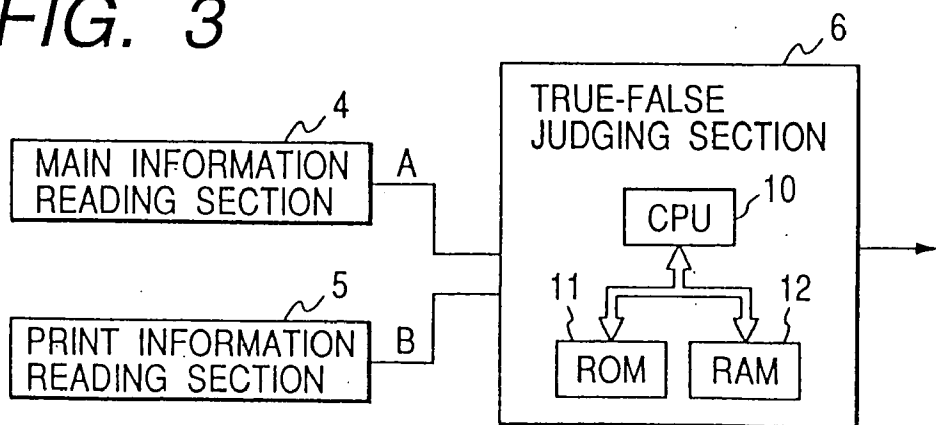 FIG. 3
6
TRUE-FALSE
JUDGING SECTION
4
MAIN INFORMATION
READING SECTION
A
10
CPU
5
PRINT INFORMATION
READING SECTION
B
11
12
ROM
RAM